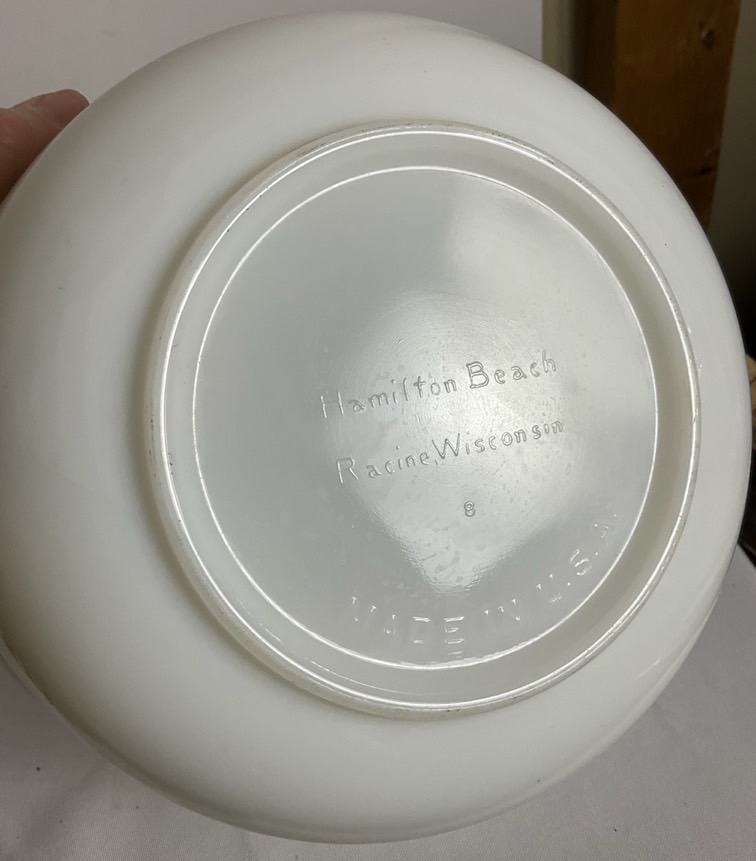 Hamilton Beach
Racine, Wisconsin
8
MADE IN U.S.A.